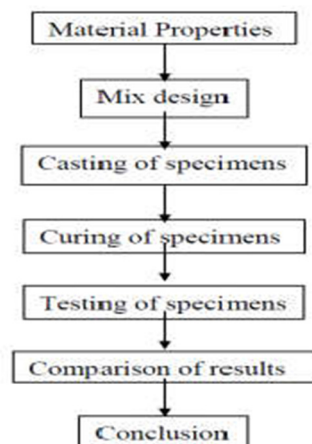 Material Properties
Mix design
Casting of specimens
Curing of specimens
Testing of specimens
Comparison of results
Conclusion